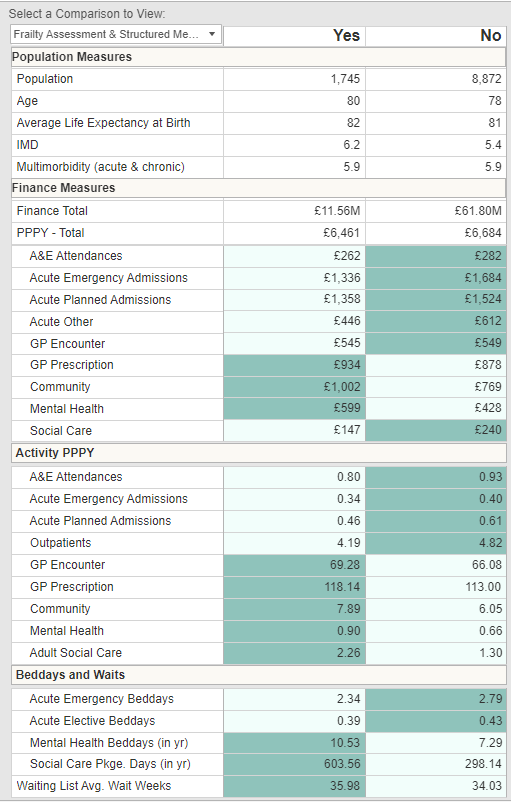 Select a Comparison to View:
Frailty Assessment & Structured Me... Yes No
Population Measures
Population 1,745 8,872
Age 80 78
Average Life Expectancy at Birth 82 81
IMD 6.2 5.4
Multimorbidity (acute & chronic) 5.9 5.9
Finance Measures
Finance Total £11.56M £61.80M
PPPY - Total £6,461 £6,684
A&E Attendances £262 £282
Acute Emergency Admissions £1,336 £1,684
Acute Planned Admissions £1,358 £1,524
Acute Other £446 £612
GP Encounter £545 £549
GP Prescription £934 £878
Community £1,002 £769
Mental Health £599 £428
Social Care £147 £240
Activity PPPY
A&E Attendances 0.80 0.93
Acute Emergency Admissions 0.34 0.40
Acute Planned Admissions 0.46 0.61
Outpatients 4.19 4.82
GP Encounter 69.28 66.08
GP Prescription 118.14 113.00
Community 7.89 6.05
Mental Health 0.90 0.66
Adult Social Care 2.26 1.30
Beddays and Waits
Acute Emergency Beddays 2.34 2.79
Acute Elective Beddays 0.39 0.43
Mental Health Beddays (in yr) 10.53 7.29
Social Care Pkge. Days (in yr) 603.56 298.14
Waiting List Avg. Wait Weeks 35.98 34.03